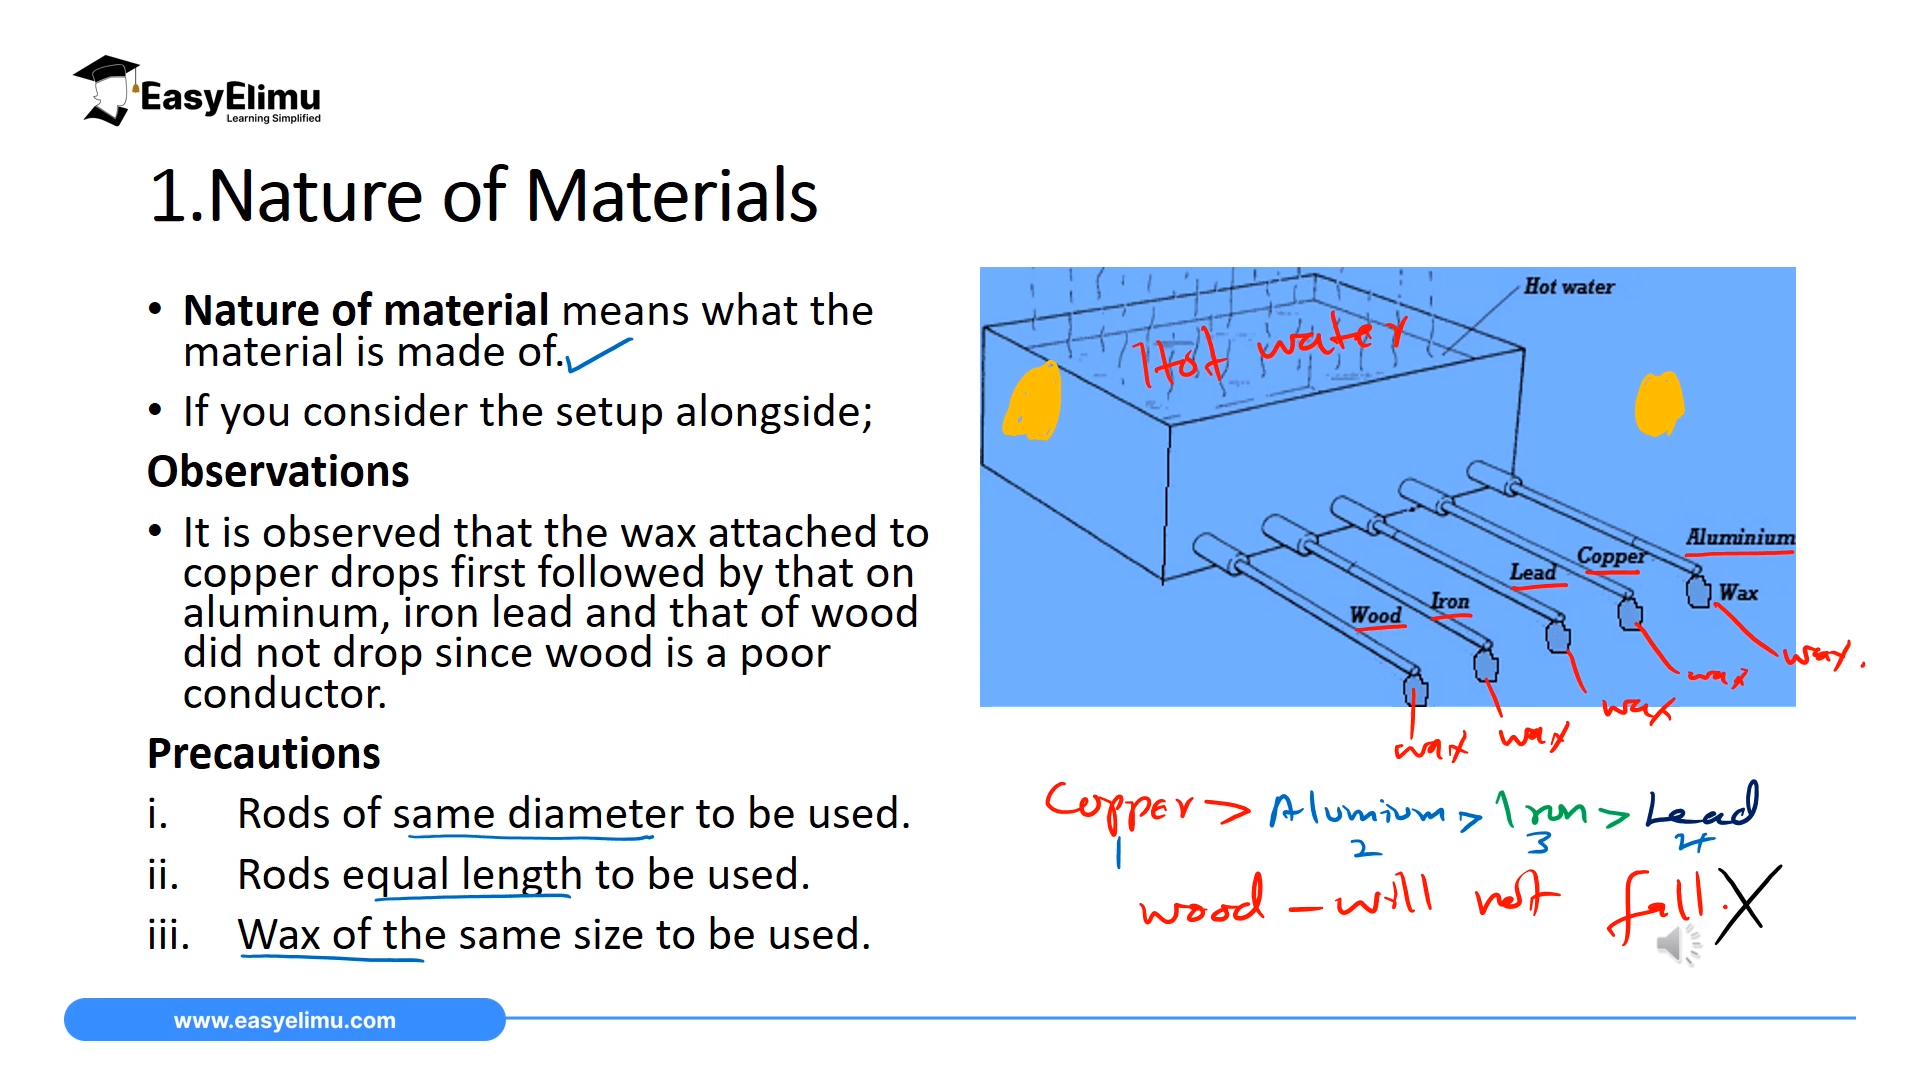 EasyElimu
Learning Simplified
1.Nature of Materials
• Nature of material means what the
material is made of.
• If you consider the setup alongside;
Observations
• It is observed that the wax attached to
copper drops first followed by that on
aluminum, iron lead and that of wood
did not drop since wood is a poor
conductor.
Precautions
i. Rods of same diameter to be used.
ii. Rods equal length to be used.
iii. Wax of the same size to be used.
Hot water
Hot water
Aluminium
Copper
Lead
Iron
Wood
Wax
wax.
wax
wax
wax
wax
Copper > Alumium > Iron > Lead
1 2 3 4
wood – will not fall. X
www.easyelimu.com